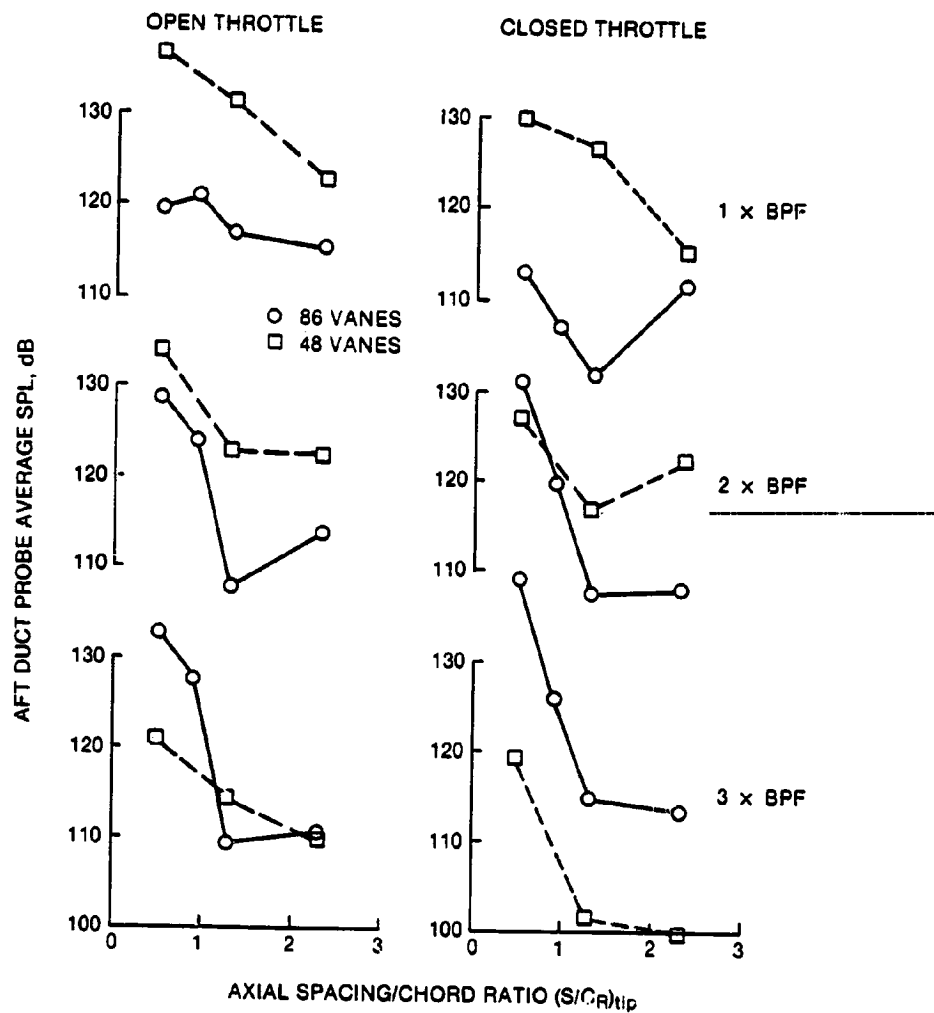 OPEN THROTTLE
CLOSED THROTTLE
130
120
110
130
120
110
1 × BPF
86 VANES
48 VANES
AFT DUCT PROBE AVERAGE SPL, dB
130
120
110
130
120
110
2 × BPF
130
120
110
100
130
120
110
100
3 × BPF
0 1 2 3
0 1 2 3
AXIAL SPACING/CHORD RATIO (S/CR)tip